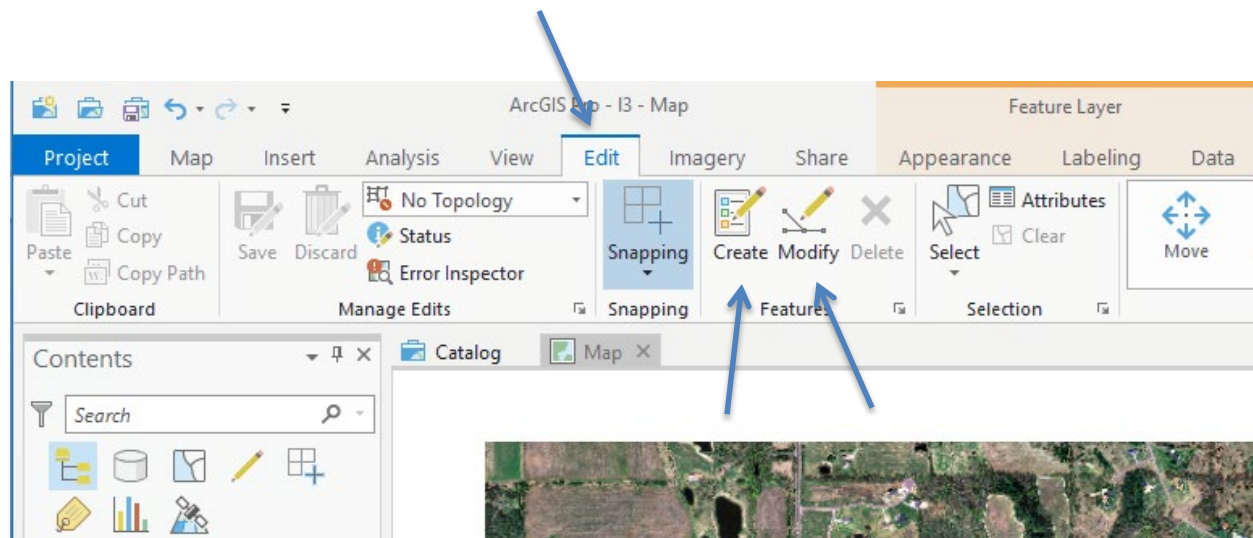 ArcGIS Pro - I3 - Map
Feature Layer
Project Map Insert Analysis View Edit Imagery Share Appearance Labeling Data
Paste
Cut
Copy
Copy Path
Clipboard
Save Discard
No Topology
Status
Error Inspector
Manage Edits
Snapping
Snapping
Create Modify Delete
Features
Select
Attributes
Clear
Selection
Move
Contents
Search
Catalog Map